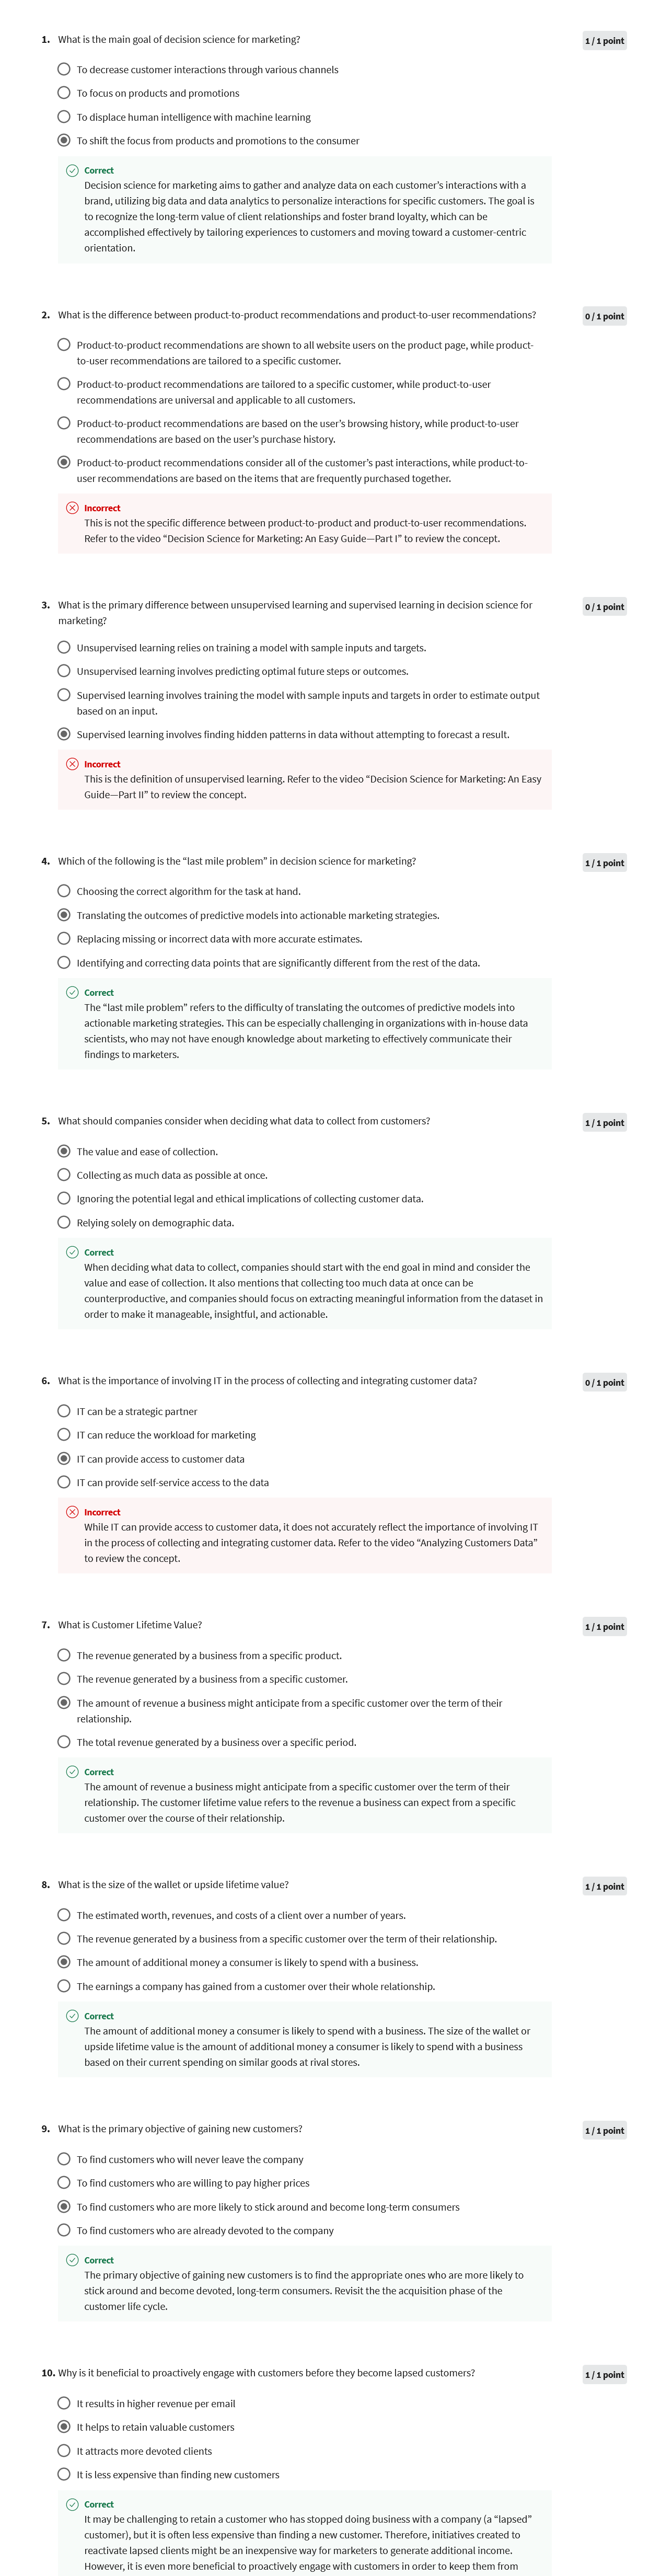 1. What is the main goal of decision science for marketing?
1 / 1 point
To decrease customer interactions through various channels
To focus on products and promotions
To displace human intelligence with machine learning
To shift the focus from products and promotions to the consumer
Correct
Decision science for marketing aims to gather and analyze data on each customer's interactions with a
brand, utilizing big data and data analytics to personalize interactions for specific customers. The goal is
to recognize the long-term value of client relationships and foster brand loyalty, which can be
accomplished effectively by tailoring experiences to customers and moving toward a customer-centric
orientation.
2. What is the difference between product-to-product recommendations and product-to-user recommendations?
0 / 1 point
Product-to-product recommendations are shown to all website users on the product page, while product-
to-user recommendations are tailored to a specific customer.
Product-to-product recommendations are tailored to a specific customer, while product-to-user
recommendations are universal and applicable to all customers.
Product-to-product recommendations are based on the user's browsing history, while product-to-user
recommendations are based on the user's purchase history.
Product-to-product recommendations consider all of the customer's past interactions, while product-to-
user recommendations are based on the items that are frequently purchased together.
Incorrect
This is not the specific difference between product-to-product and product-to-user recommendations.
Refer to the video “Decision Science for Marketing: An Easy Guide—Part I” to review the concept.
3. What is the primary difference between unsupervised learning and supervised learning in decision science for
marketing?
0 / 1 point
Unsupervised learning relies on training a model with sample inputs and targets.
Unsupervised learning involves predicting optimal future steps or outcomes.
Supervised learning involves training the model with sample inputs and targets in order to estimate output
based on an input.
Supervised learning involves finding hidden patterns in data without attempting to forecast a result.
Incorrect
This is the definition of unsupervised learning. Refer to the video “Decision Science for Marketing: An Easy
Guide—Part II” to review the concept.
4. Which of the following is the “last mile problem” in decision science for marketing?
1 / 1 point
Choosing the correct algorithm for the task at hand.
Translating the outcomes of predictive models into actionable marketing strategies.
Replacing missing or incorrect data with more accurate estimates.
Identifying and correcting data points that are significantly different from the rest of the data.
Correct
The “last mile problem” refers to the difficulty of translating the outcomes of predictive models into
actionable marketing strategies. This can be especially challenging in organizations with in-house data
scientists, who may not have enough knowledge about marketing to effectively communicate their
findings to marketers.
5. What should companies consider when deciding what data to collect from customers?
1 / 1 point
The value and ease of collection.
Collecting as much data as possible at once.
Ignoring the potential legal and ethical implications of collecting customer data.
Relying solely on demographic data.
Correct
When deciding what data to collect, companies should start with the end goal in mind and consider the
value and ease of collection. It also mentions that collecting too much data at once can be
counterproductive, and companies should focus on extracting meaningful information from the dataset in
order to make it manageable, insightful, and actionable.
6. What is the importance of involving IT in the process of collecting and integrating customer data?
0 / 1 point
IT can be a strategic partner
IT can reduce the workload for marketing
IT can provide access to customer data
IT can provide self-service access to the data
Incorrect
While IT can provide access to customer data, it does not accurately reflect the importance of involving IT
in the process of collecting and integrating customer data. Refer to the video “Analyzing Customers Data”
to review the concept.
7. What is Customer Lifetime Value?
1 / 1 point
The revenue generated by a business from a specific product.
The revenue generated by a business from a specific customer.
The amount of revenue a business might anticipate from a specific customer over the term of their
relationship.
The total revenue generated by a business over a specific period.
Correct
The amount of revenue a business might anticipate from a specific customer over the term of their
relationship. The customer lifetime value refers to the revenue a business can expect from a specific
customer over the course of their relationship.
8. What is the size of the wallet or upside lifetime value?
1 / 1 point
The estimated worth, revenues, and costs of a client over a number of years.
The revenue generated by a business from a specific customer over the term of their relationship.
The amount of additional money a consumer is likely to spend with a business.
The earnings a company has gained from a customer over their whole relationship.
Correct
The amount of additional money a consumer is likely to spend with a business. The size of the wallet or
upside lifetime value is the amount of additional money a consumer is likely to spend with a business
based on their current spending on similar goods at rival stores.
9. What is the primary objective of gaining new customers?
1 / 1 point
To find customers who will never leave the company
To find customers who are willing to pay higher prices
To find customers who are more likely to stick around and become long-term consumers
To find customers who are already devoted to the company
Correct
The primary objective of gaining new customers is to find the appropriate ones who are more likely to
stick around and become devoted, long-term consumers. Revisit the the acquisition phase of the
customer life cycle.
10. Why is it beneficial to proactively engage with customers before they become lapsed customers?
1 / 1 point
It results in higher revenue per email
It helps to retain valuable customers
It attracts more devoted clients
It is less expensive than finding new customers
Correct
It may be challenging to retain a customer who has stopped doing business with a company (a “lapsed”
customer), but it is often less expensive than finding a new customer. Therefore, initiatives created to
reactivate lapsed clients might be an inexpensive way for marketers to generate additional income.
However, it is even more beneficial to proactively engage with customers in order to keep them from